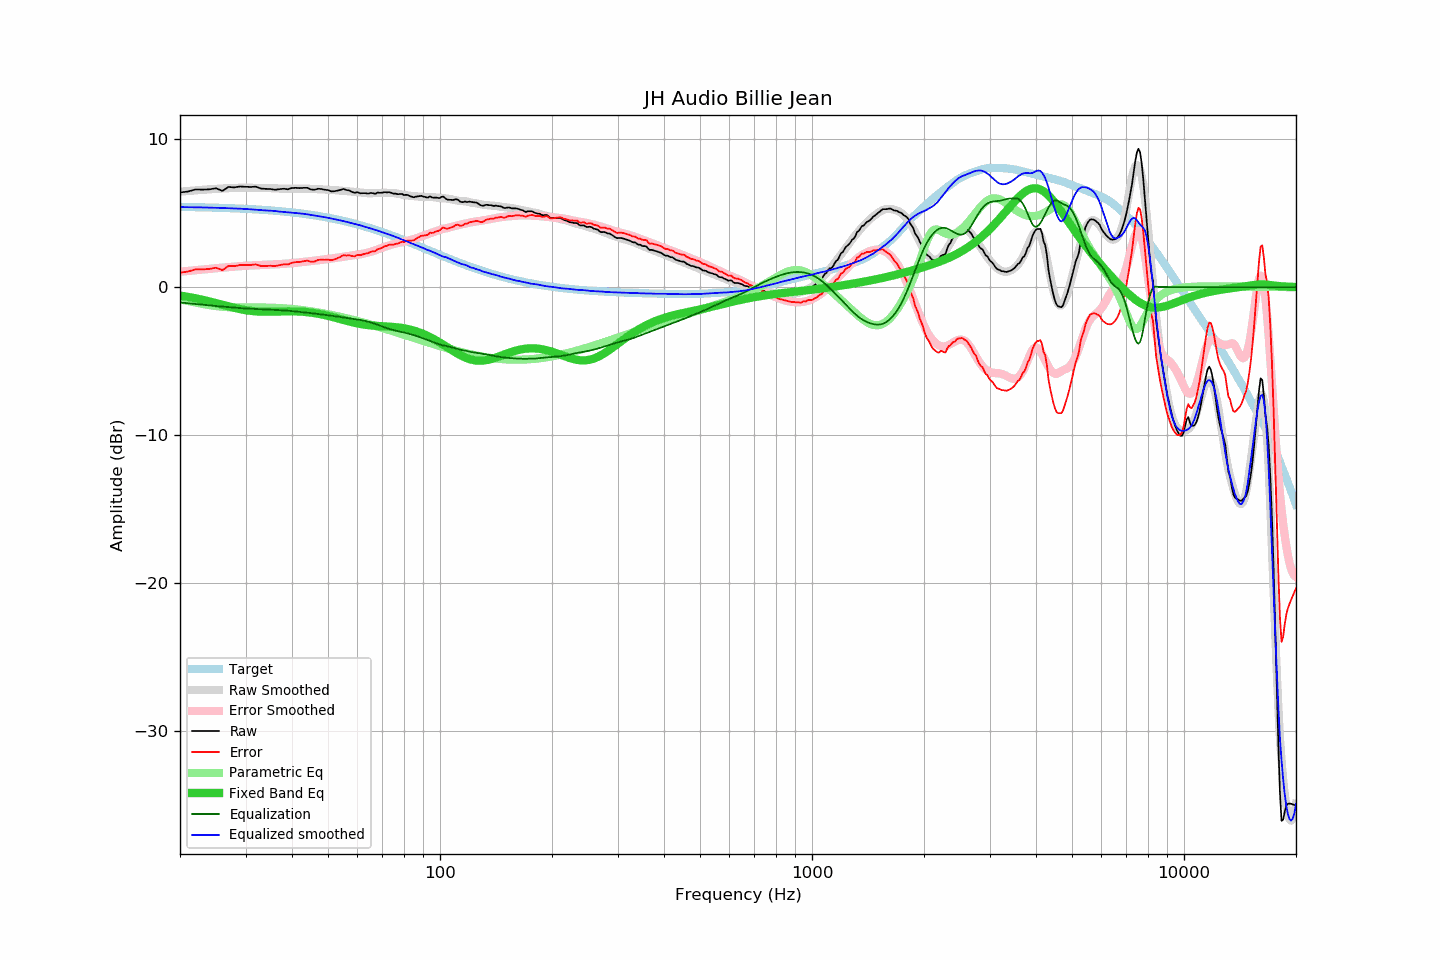 JH Audio Billie Jean
10
0
−10
−20
−30
Amplitude (dBr)
Target
Raw Smoothed
Error Smoothed
Raw
Error
Parametric Eq
Fixed Band Eq
Equalization
Equalized smoothed
100
1000
10000
Frequency (Hz)